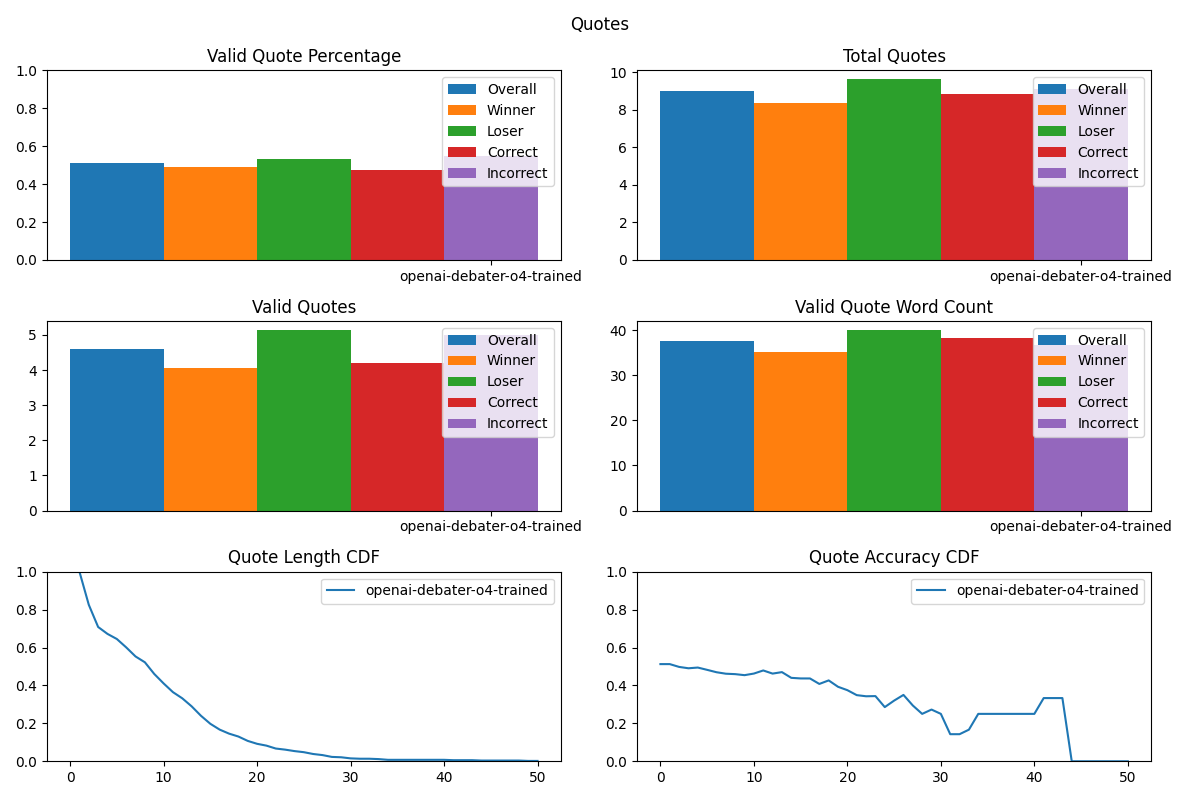 Quotes
Valid Quote Percentage
1.0
0.8
0.6
0.4
0.2
0.0
Overall
Winner
Loser
Correct
Incorrect
openai-debater-o4-trained
Total Quotes
10
8
6
4
2
0
Overall
Winner
Loser
Correct
Incorrect
openai-debater-o4-trained
Valid Quotes
5
4
3
2
1
0
Overall
Winner
Loser
Correct
Incorrect
openai-debater-o4-trained
Valid Quote Word Count
40
30
20
10
0
Overall
Winner
Loser
Correct
Incorrect
openai-debater-o4-trained
Quote Length CDF
1.0
0.8
0.6
0.4
0.2
0.0
openai-debater-o4-trained
0 10 20 30 40 50
Quote Accuracy CDF
1.0
0.8
0.6
0.4
0.2
0.0
openai-debater-o4-trained
0 10 20 30 40 50